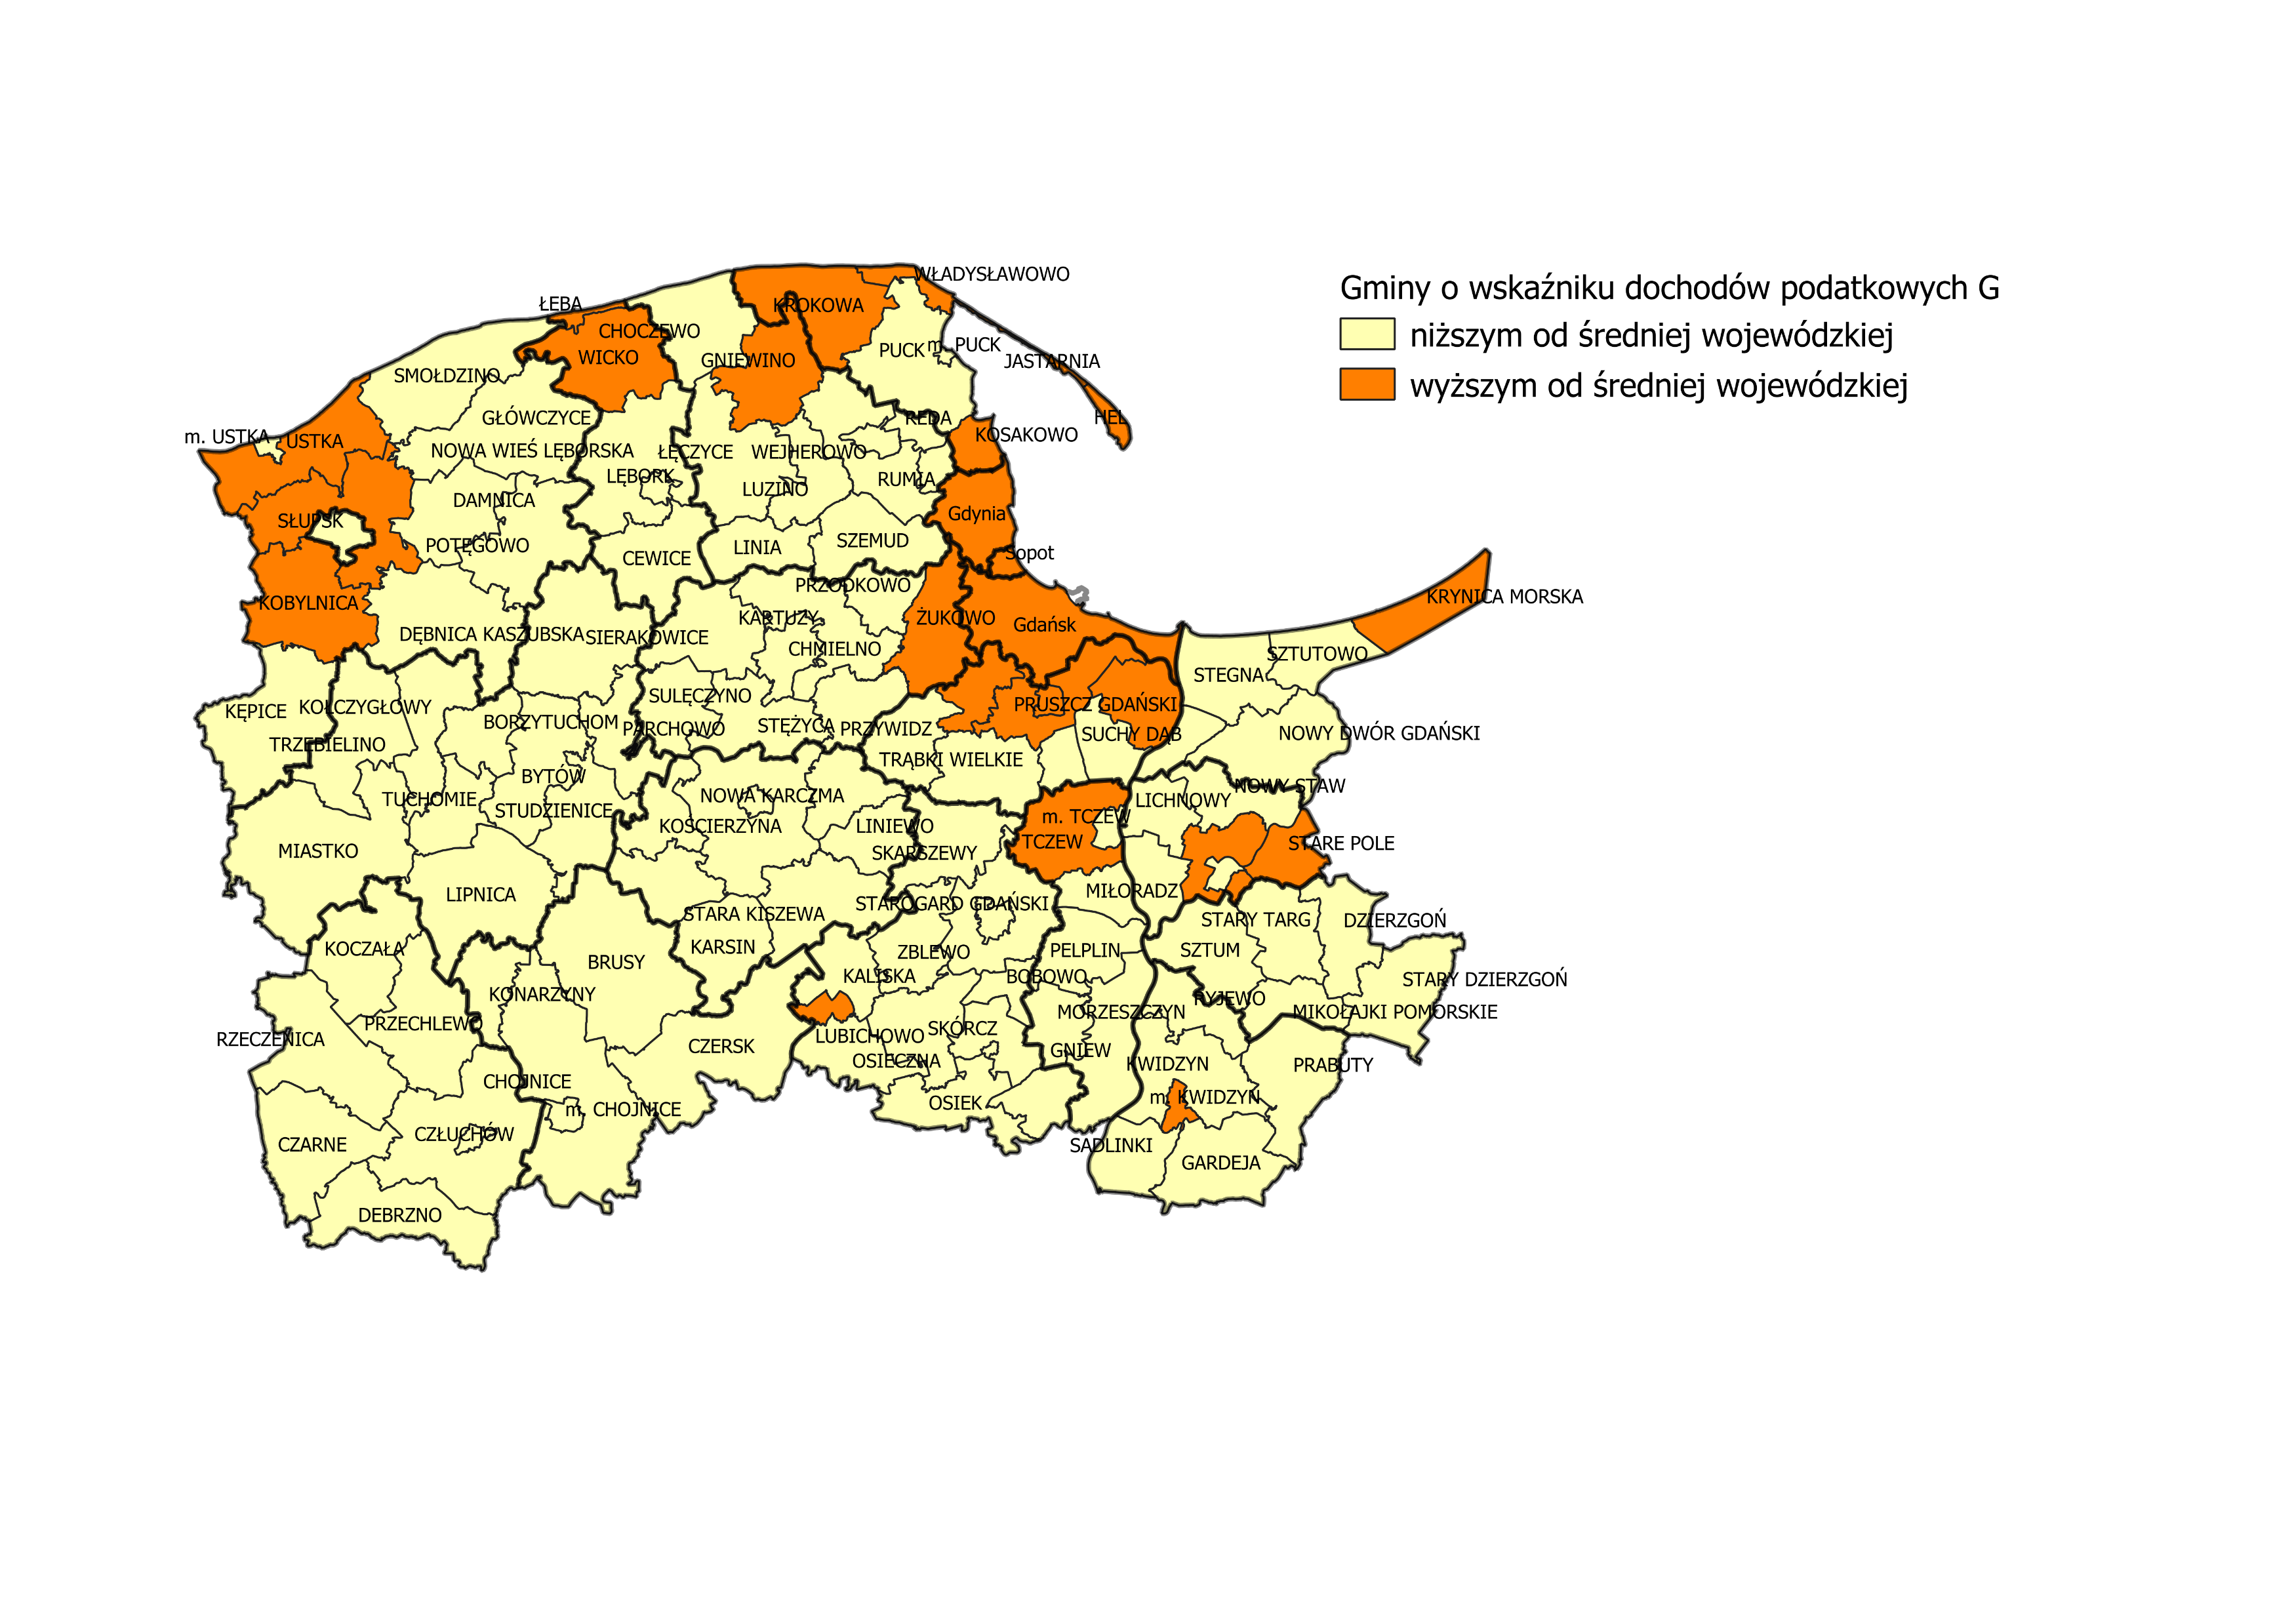 Gminy o wskaźniku dochodów podatkowych G
niższym od średniej wojewódzkiej
wyższym od średniej wojewódzkiej
WŁADYSŁAWOWO
ŁEBA
KROKOWA
CHOCZEWO
WICKO
GNIEWINO
PUCK
m. PUCK
JASTARNIA
SMOŁDZINO
GŁÓWCZYCE
REDA
HEL
m. USTKA
USTKA
KOSAKOWO
NOWA WIEŚ LĘBORSKA
ŁĘCZYCE
WEJHEROWO
LĘBORK
RUMIA
LUZINO
DAMNICA
Gdynia
SŁUPSK
POTĘGOWO
LINIA
SZEMUD
Sopot
CEWICE
PRZODKOWO
KOBYLNICA
KRYNICA MORSKA
KARTUZY
ŻUKOWO
Gdańsk
DĘBNICA KASZUBSKA
SIERAKOWICE
CHMIELNO
SZTUTOWO
STEGNA
SULĘCZYNO
PRUSZCZ GDAŃSKI
KĘPICE
KOŁCZYGŁOWY
BORZYTUCHOM
PARCHOWO
STĘŻYCA
PRZYWIDZ
SUCHY DĄB
NOWY DWÓR GDAŃSKI
TRZEBIELINO
TRĄBKI WIELKIE
BYTÓW
NOWY STAW
TUCHOMIE
STUDZIENICE
NOWA KARCZMA
LICHNOWY
KOŚCIERZYNA
LINIEWO
m. TCZEW
TCZEW
STARE POLE
MIASTKO
SKARSZEWY
LIPNICA
MIŁORADZ
STAROGARD GDAŃSKI
STARA KISZEWA
STARY TARG
DZIERZGOŃ
KOCZAŁA
KARSIN
ZBLEWO
PELPLIN
SZTUM
BRUSY
KALISKA
BOBOWO
STARY DZIERZGOŃ
KONARZYNY
RYJEWO
MORZESZCZYN
MIKOŁAJKI POMORSKIE
PRZECHLEWO
SKÓRCZ
RZECZENICA
LUBICHOWO
CZERSK
GNIEW
OSIECZNA
KWIDZYN
PRABUTY
CHOJNICE
m. KWIDZYN
OSIEK
m. CHOJNICE
CZŁUCHÓW
CZARNE
SADLINKI
GARDEJA
DEBRZNO